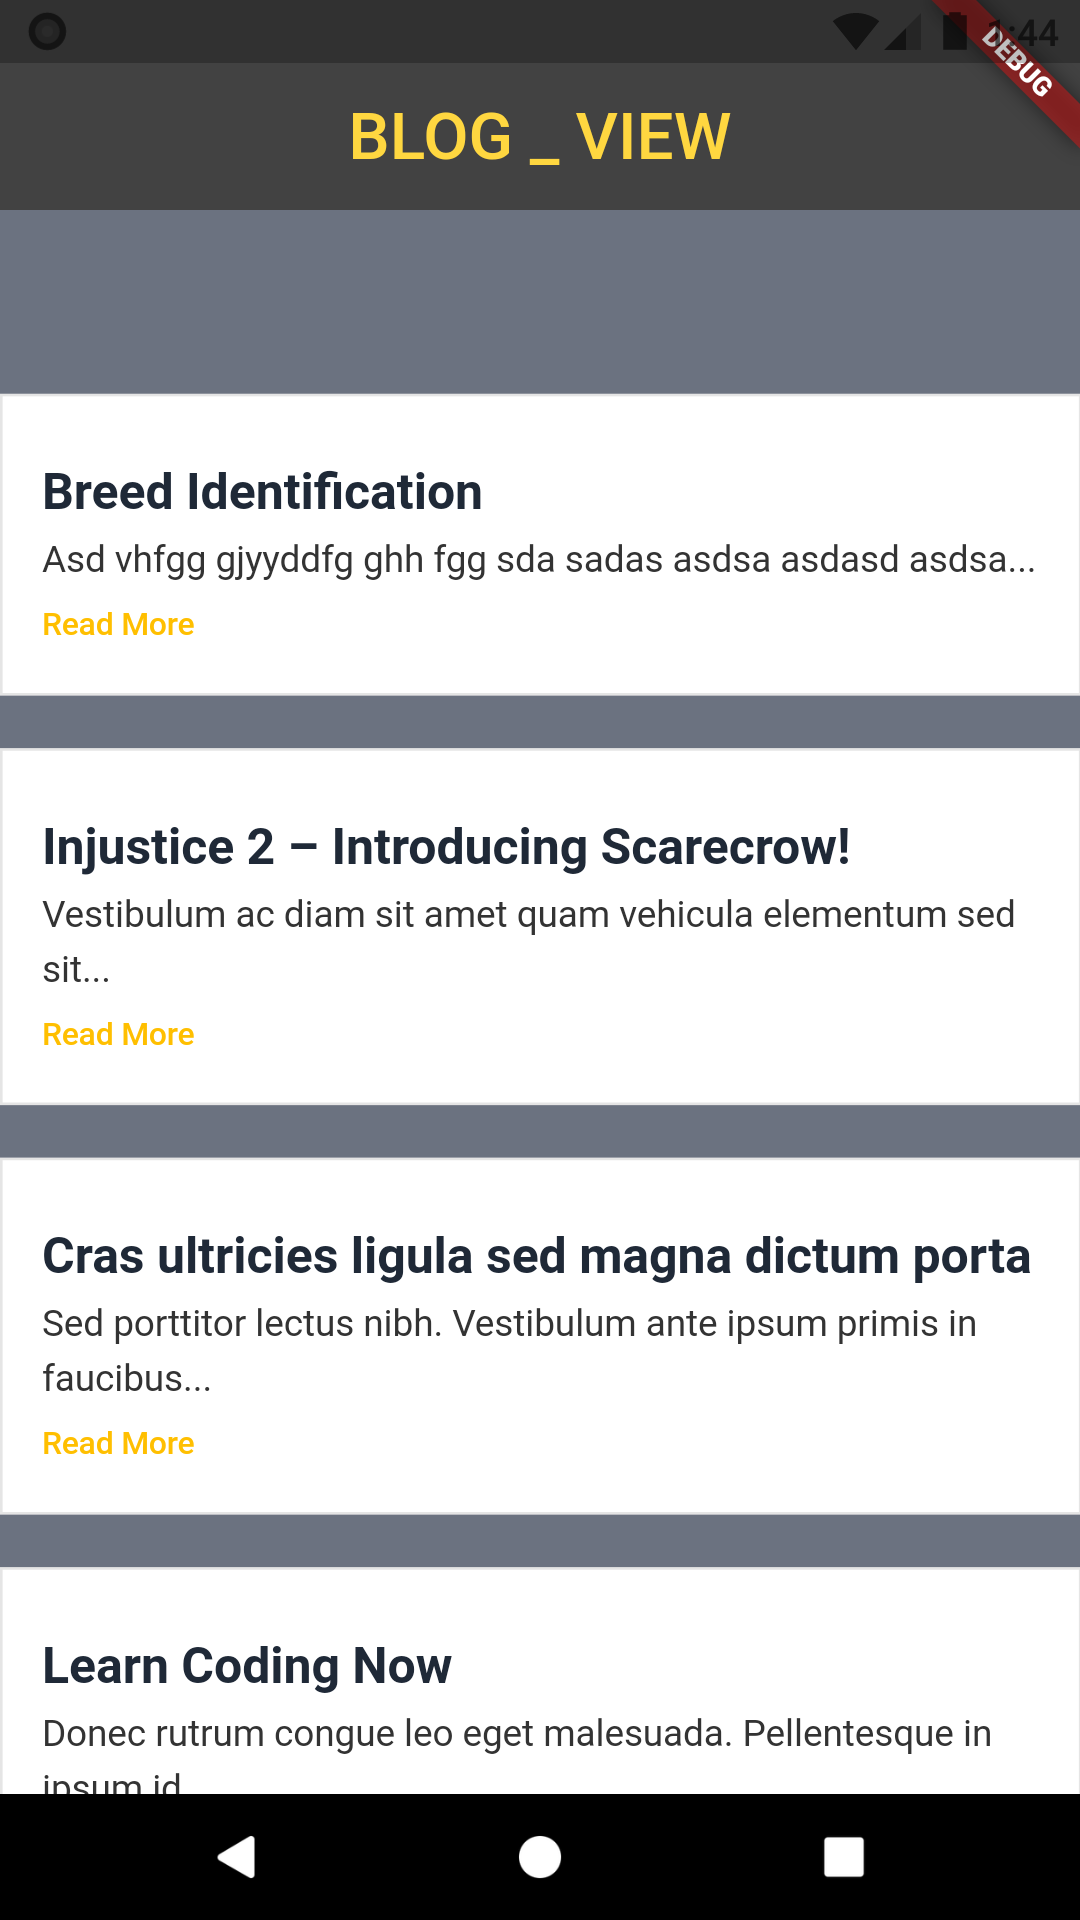 :44
DEBUG
BLOG _ VIEW
Breed Identification
Asd vhfgg gjyyddfg ghh fgg sda sadas asdsa asdasd asdsa...
Read More
Injustice 2 – Introducing Scarecrow!
Vestibulum ac diam sit amet quam vehicula elementum sed
sit...
Read More
Cras ultricies ligula sed magna dictum porta
Sed porttitor lectus nibh. Vestibulum ante ipsum primis in
faucibus...
Read More
Learn Coding Now
Donec rutrum congue leo eget malesuada. Pellentesque in
ipsum id